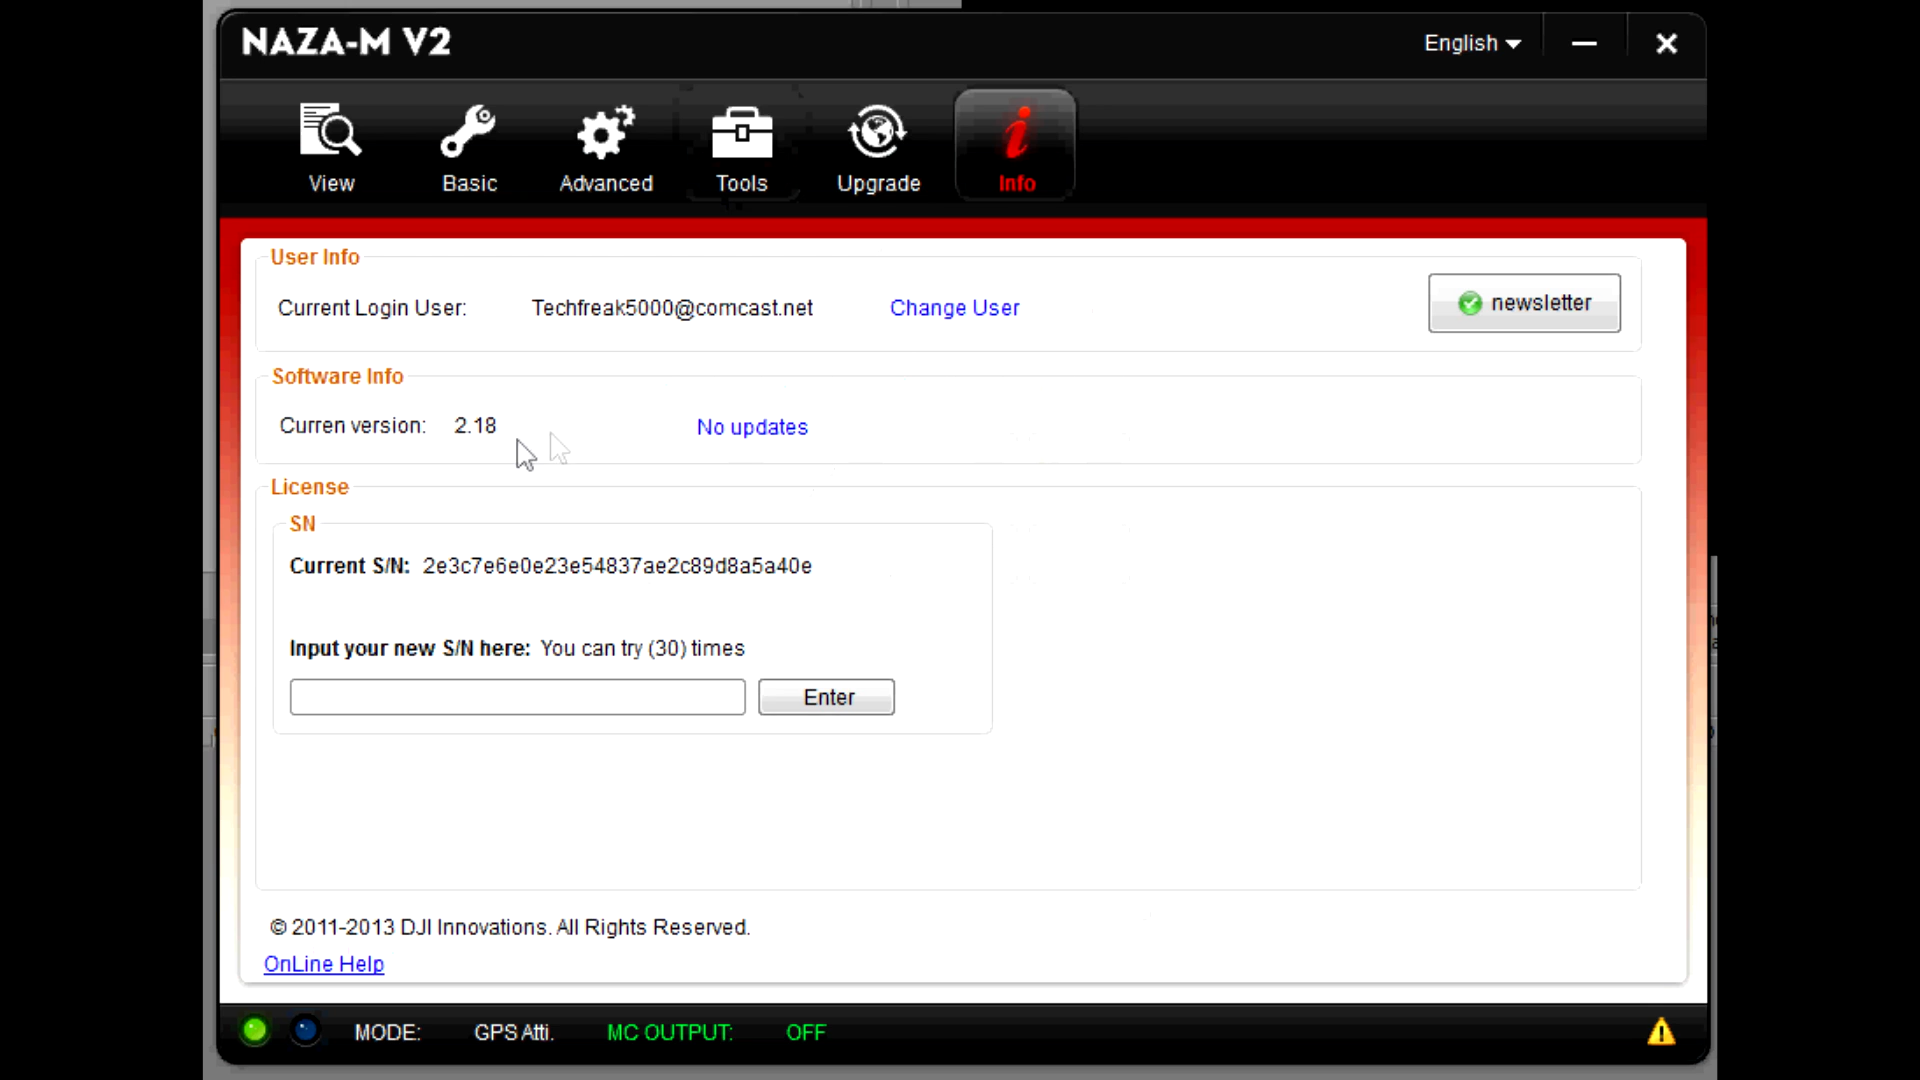 NAZA-M V2
English
View
Basic
Advanced
Tools
Upgrade
Info
User Info
Current Login User: Techfreak5000@comcast.net Change User
newsletter
Software Info
Curren version: 2.18 No updates
License
SN
Current S/N: 2e3c7e6e0e23e54837ae2c89d8a5a40e
Input your new S/N here: You can try (30) times
Enter
© 2011-2013 DJI Innovations. All Rights Reserved.
OnLine Help
MODE: GPS Atti. MC OUTPUT: OFF